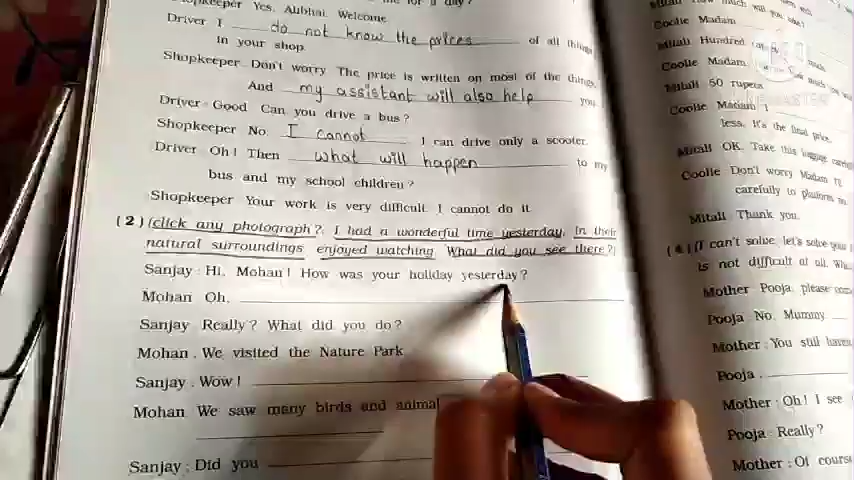 Shopkeeper Yes, Aubhai. Welcome
Driver I do not know the prices of all things
in your shop.
Shopkeeper Don't worry The price is written on most of the things,
And my assistant will also help you
Driver : Good Can you drive a bus?
Shopkeeper No. I cannot I can drive only a scooter.
Driver Oh! Then what will happen to my
bus and my school children?
Shopkeeper Your work is very difficult. I cannot do it
(2) (click any photograph?, I had a wonderful time yesterday, In their
natural surroundings enjoyed watching, What did you see there?)
Sanjay : Hi, Mohan! How was your holiday yesterday?
Mohan Oh,
Sanjay Really? What did you do?
Mohan . We visited the Nature Park
Sanjay : Wow!
Mohan We saw many birds and animal
Sanjay : Did you
will you take?
Coolie Madam
Mitali Hundred
Coolie Madam,
Mitali 50 rupees
Coolie Madam I
less. It's the final price.
Mitali OK. Take this luggage
Coolie Don't worry Madam
carefully to platform no.
Mitali Thank you.
(4) (I can't solve, let's solve
is not difficult at all.
Mother Pooja, please
Pooja No. Mummy
Mother : You still have
Pooja .
Mother : Oh! I see
Pooja : Really?
Mother : Of course